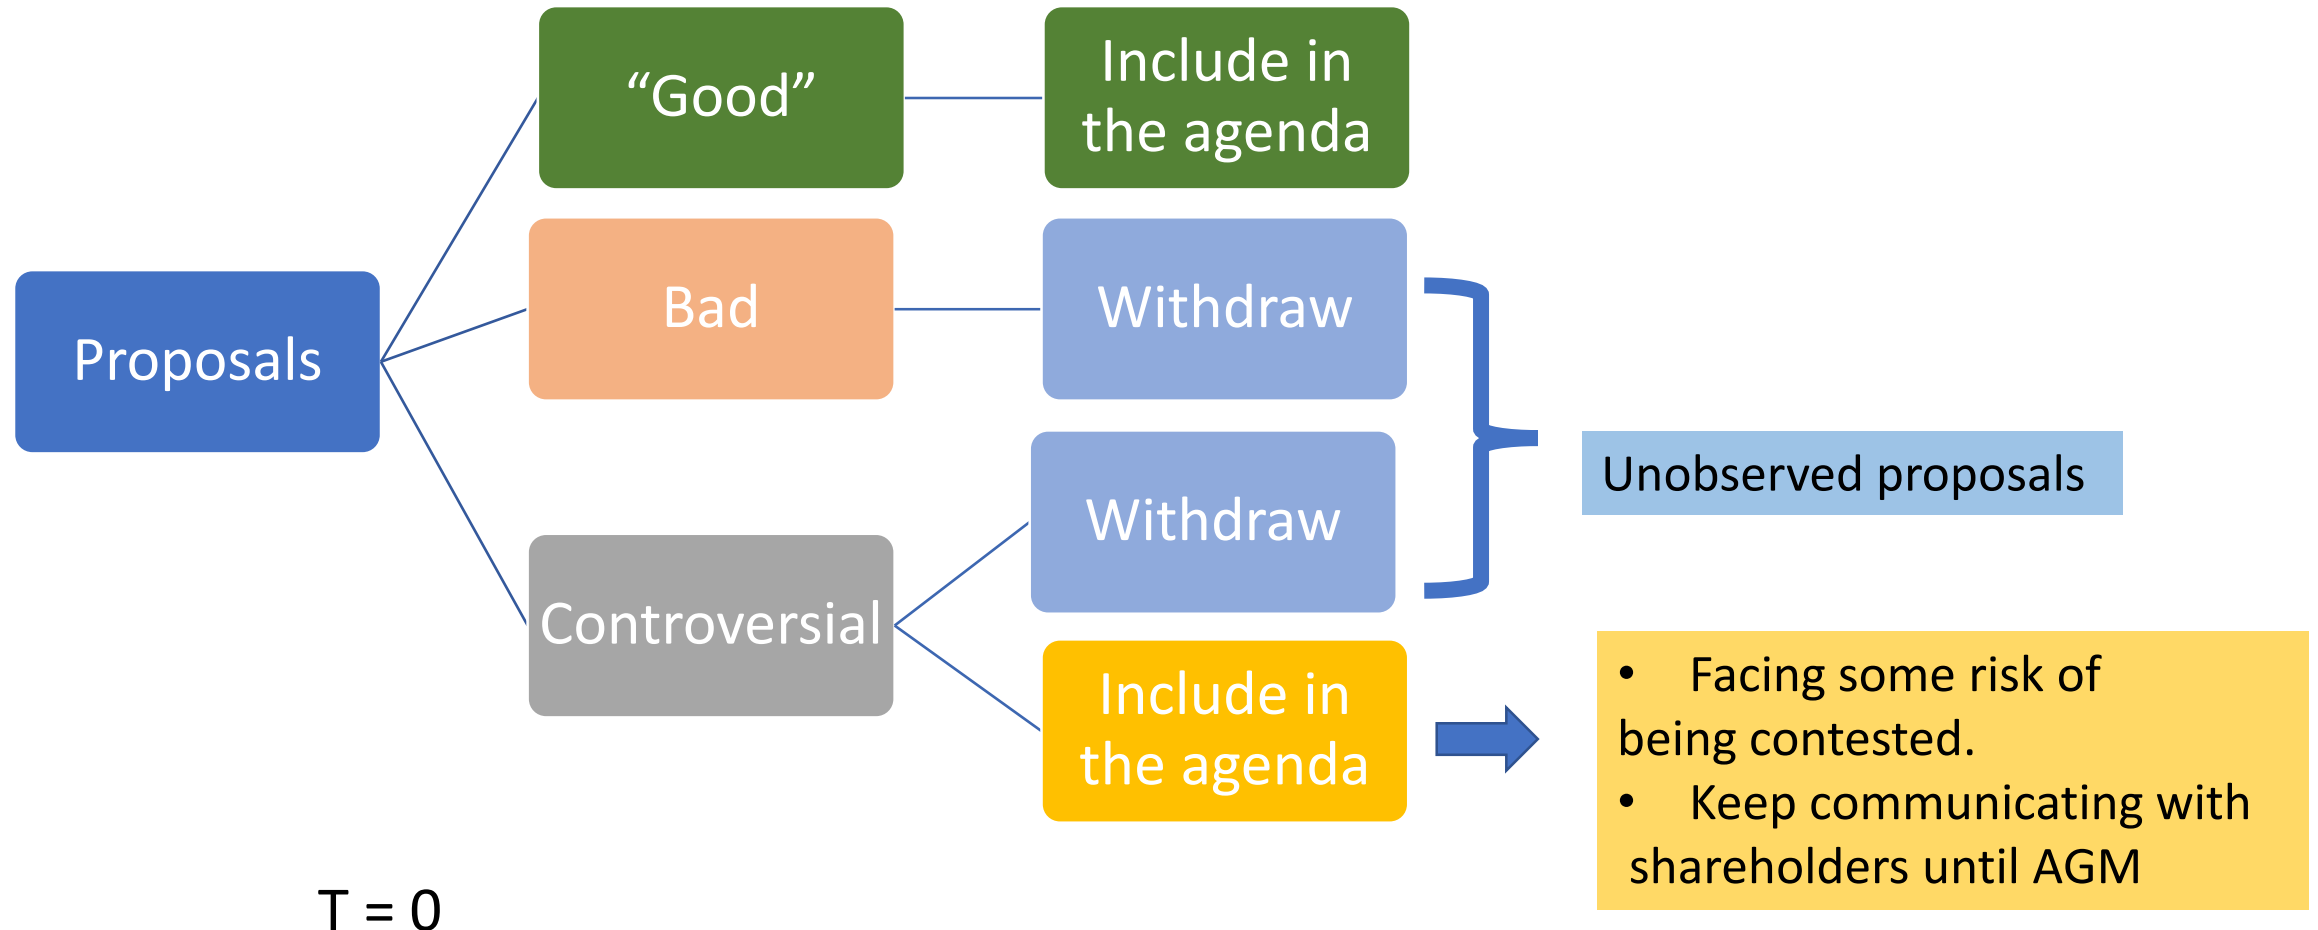 “Good”
Include in
the agenda
Bad
Withdraw
Proposals
Withdraw
Unobserved proposals
Controversial
Include in
the agenda
• Facing some risk of
being contested.
• Keep communicating with
shareholders until AGM
T = 0